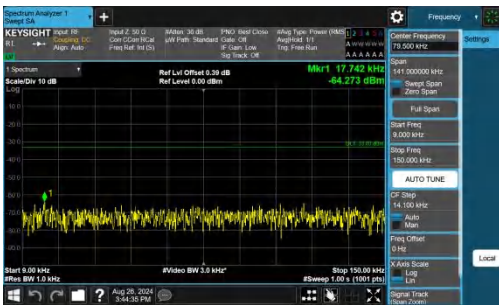 Spectrum Analyzer 1
Swept SA
Frequency
KEYSIGHT Input: RF
RL
Coupling: DC
Align: Auto
Input Z: 50 Ω
Corr CCorr RCal
Freq Ref: Int (S)
#Atten: 36 dB
µW Path: Standard
PNO: Best Close
Gate: Off
IF Gain: Low
Sig Track: Off
#Avg Type: Power (RMS
Avg|Hold: 1/1
Trig: Free Run
A W W W W W
A A A A A A
1 Spectrum
Scale/Div 10 dB
Log
Ref Lvl Offset 0.39 dB
Ref Level 0.00 dBm
Mkr1 17.742 kHz
-64.273 dBm
1
Start 9.00 kHz
#Res BW 1.0 kHz
#Video BW 3.0 kHz*
Stop 150.00 kHz
#Sweep 1.00 s (1001 pts)
Aug 26, 2024
3:44:35 PM
Center Frequency
79.500 kHz
Span
141.000000 kHz
Swept Span
Zero Span
Full Span
Start Freq
9.000 kHz
Stop Freq
150.000 kHz
AUTO TUNE
CF Step
14.100 kHz
Auto
Man
Freq Offset
0 Hz
X Axis Scale
Log
Lin
Signal Track
(Span Zoom)
Settings
Local